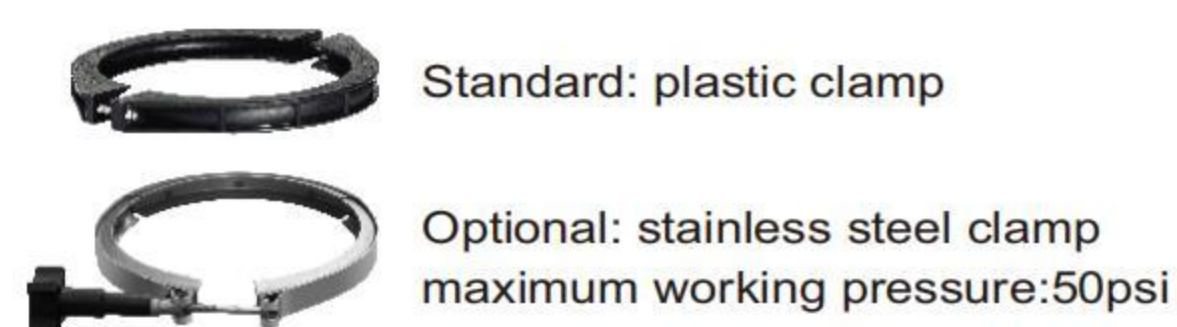 Standard: plastic clamp
Optional: stainless steel clamp
maximum working pressure:50psi